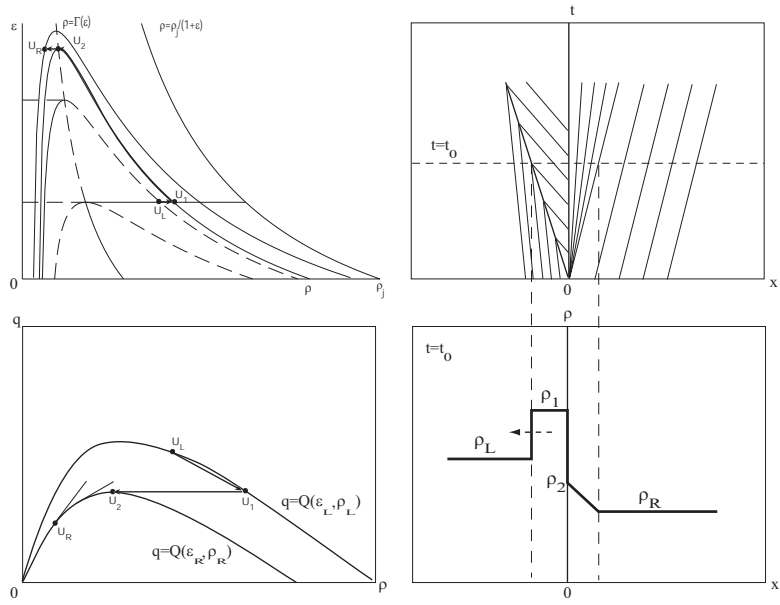 ε
ρ=Γ(ε)
ρ=ρj/(1+ε)
UR
U2
UL
U1
0
ρ
ρj
t
t=t0
0
x
q
UL
U1
U2
UR
q=Q(εL,ρL)
q=Q(εR,ρR)
0
ρ
ρ
t=t0
ρ1
ρL
ρ2
ρR
0
x